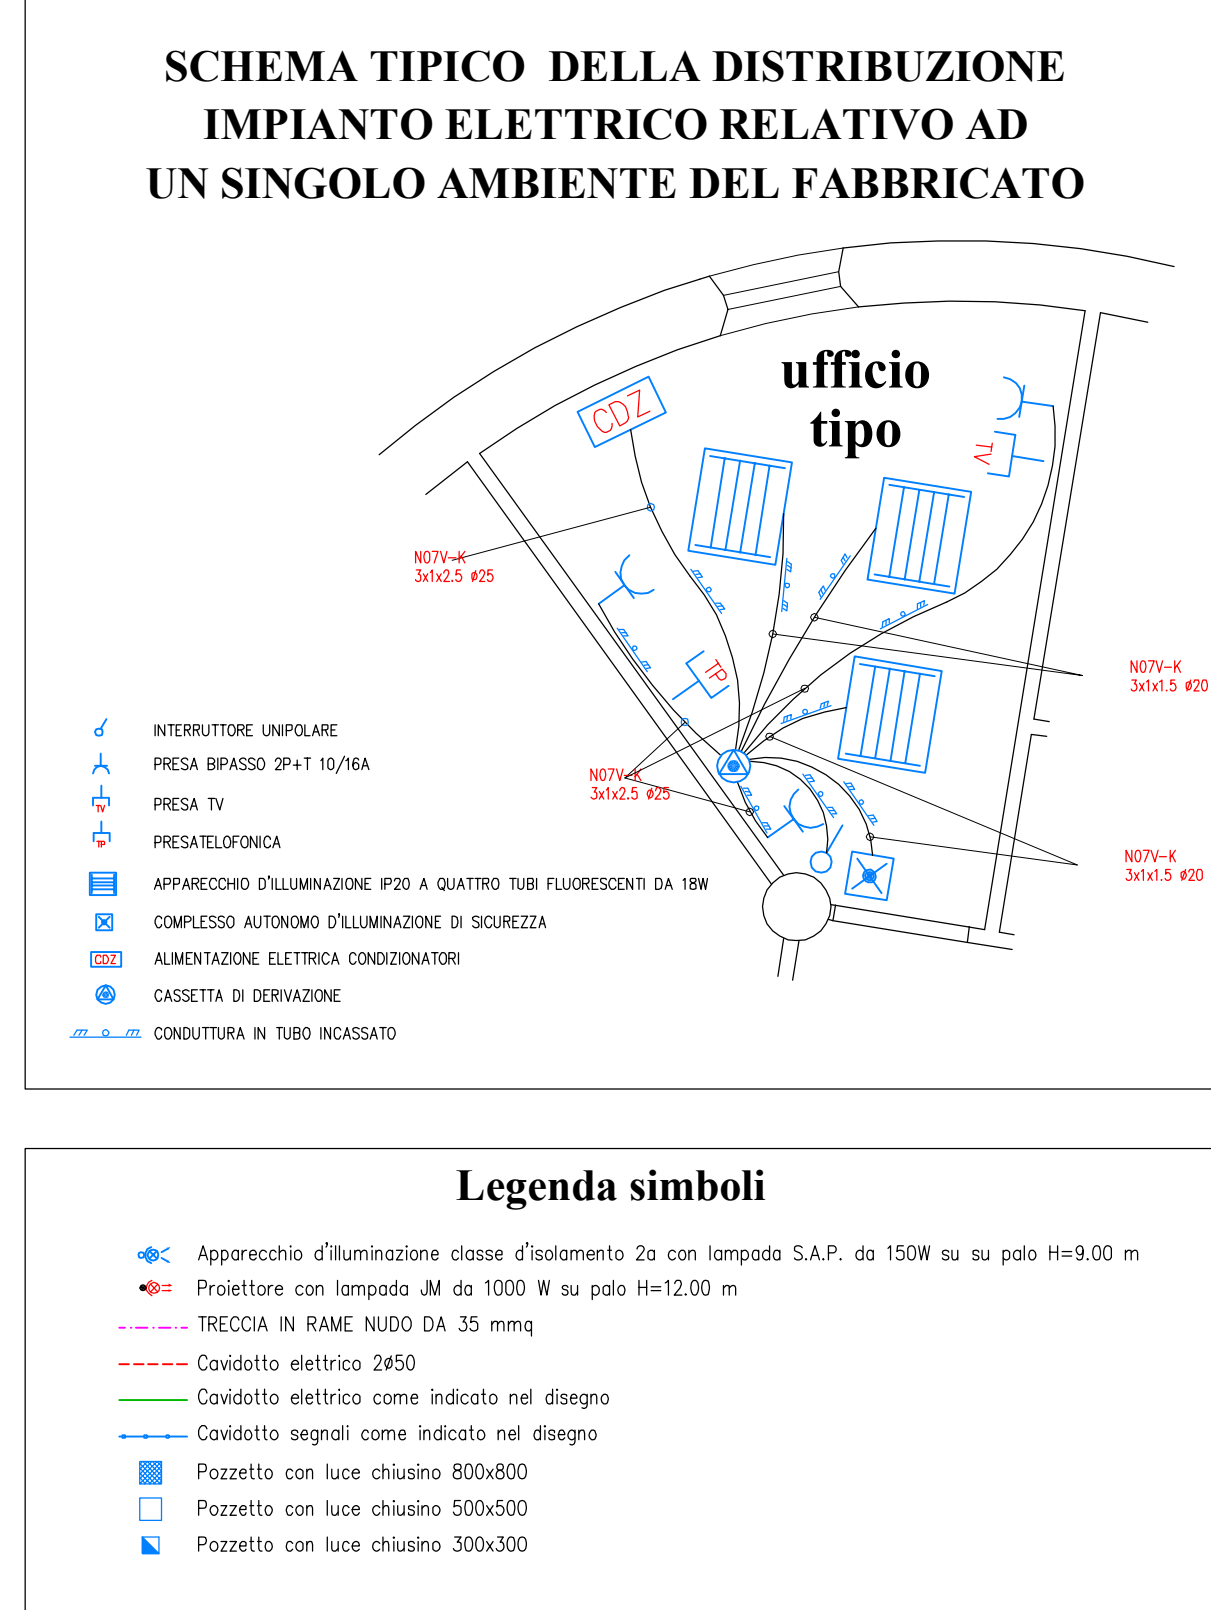 SCHEMA TIPICO DELLA DISTRIBUZIONE
IMPIANTO ELETTRICO RELATIVO AD
UN SINGOLO AMBIENTE DEL FABBRICATO
ufficio
tipo
CDZ
TV
N07V-K
3x1x2.5 ø25
TP
N07V-K
3x1x1.5 ø20
N07V-K
3x1x2.5 ø25
N07V-K
3x1x1.5 ø20
INTERRUTTORE UNIPOLARE
PRESA BIPASSO 2P+T 10/16A
TV PRESA TV
TP PRESATELOFONICA
APPARECCHIO D'ILLUMINAZIONE IP20 A QUATTRO TUBI FLUORESCENTI DA 18W
COMPLESSO AUTONOMO D'ILLUMINAZIONE DI SICUREZZA
CDZ ALIMENTAZIONE ELETTRICA CONDIZIONATORI
CASSETTA DI DERIVAZIONE
CONDUTTURA IN TUBO INCASSATO
Legenda simboli
Apparecchio d'illuminazione classe d'isolamento 2a con lampada S.A.P. da 150W su su palo H=9.00 m
Proiettore con lampada JM da 1000 W su palo H=12.00 m
TRECCIA IN RAME NUDO DA 35 mmq
Cavidotto elettrico 2ø50
Cavidotto elettrico come indicato nel disegno
Cavidotto segnali come indicato nel disegno
Pozzetto con luce chiusino 800x800
Pozzetto con luce chiusino 500x500
Pozzetto con luce chiusino 300x300